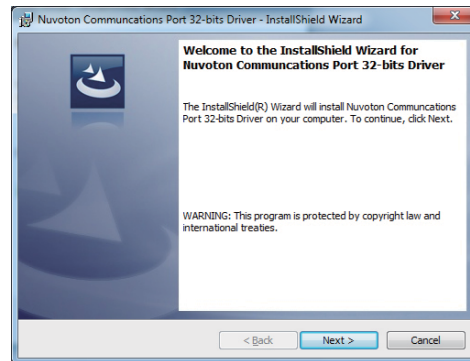 Nuvoton Communcations Port 32-bits Driver - InstallShield Wizard
Welcome to the InstallShield Wizard for
Nuvoton Communcations Port 32-bits Driver
The InstallShield(R) Wizard will install Nuvoton Communcations
Port 32-bits Driver on your computer. To continue, click Next.
WARNING: This program is protected by copyright law and
international treaties.
< Back
Next >
Cancel